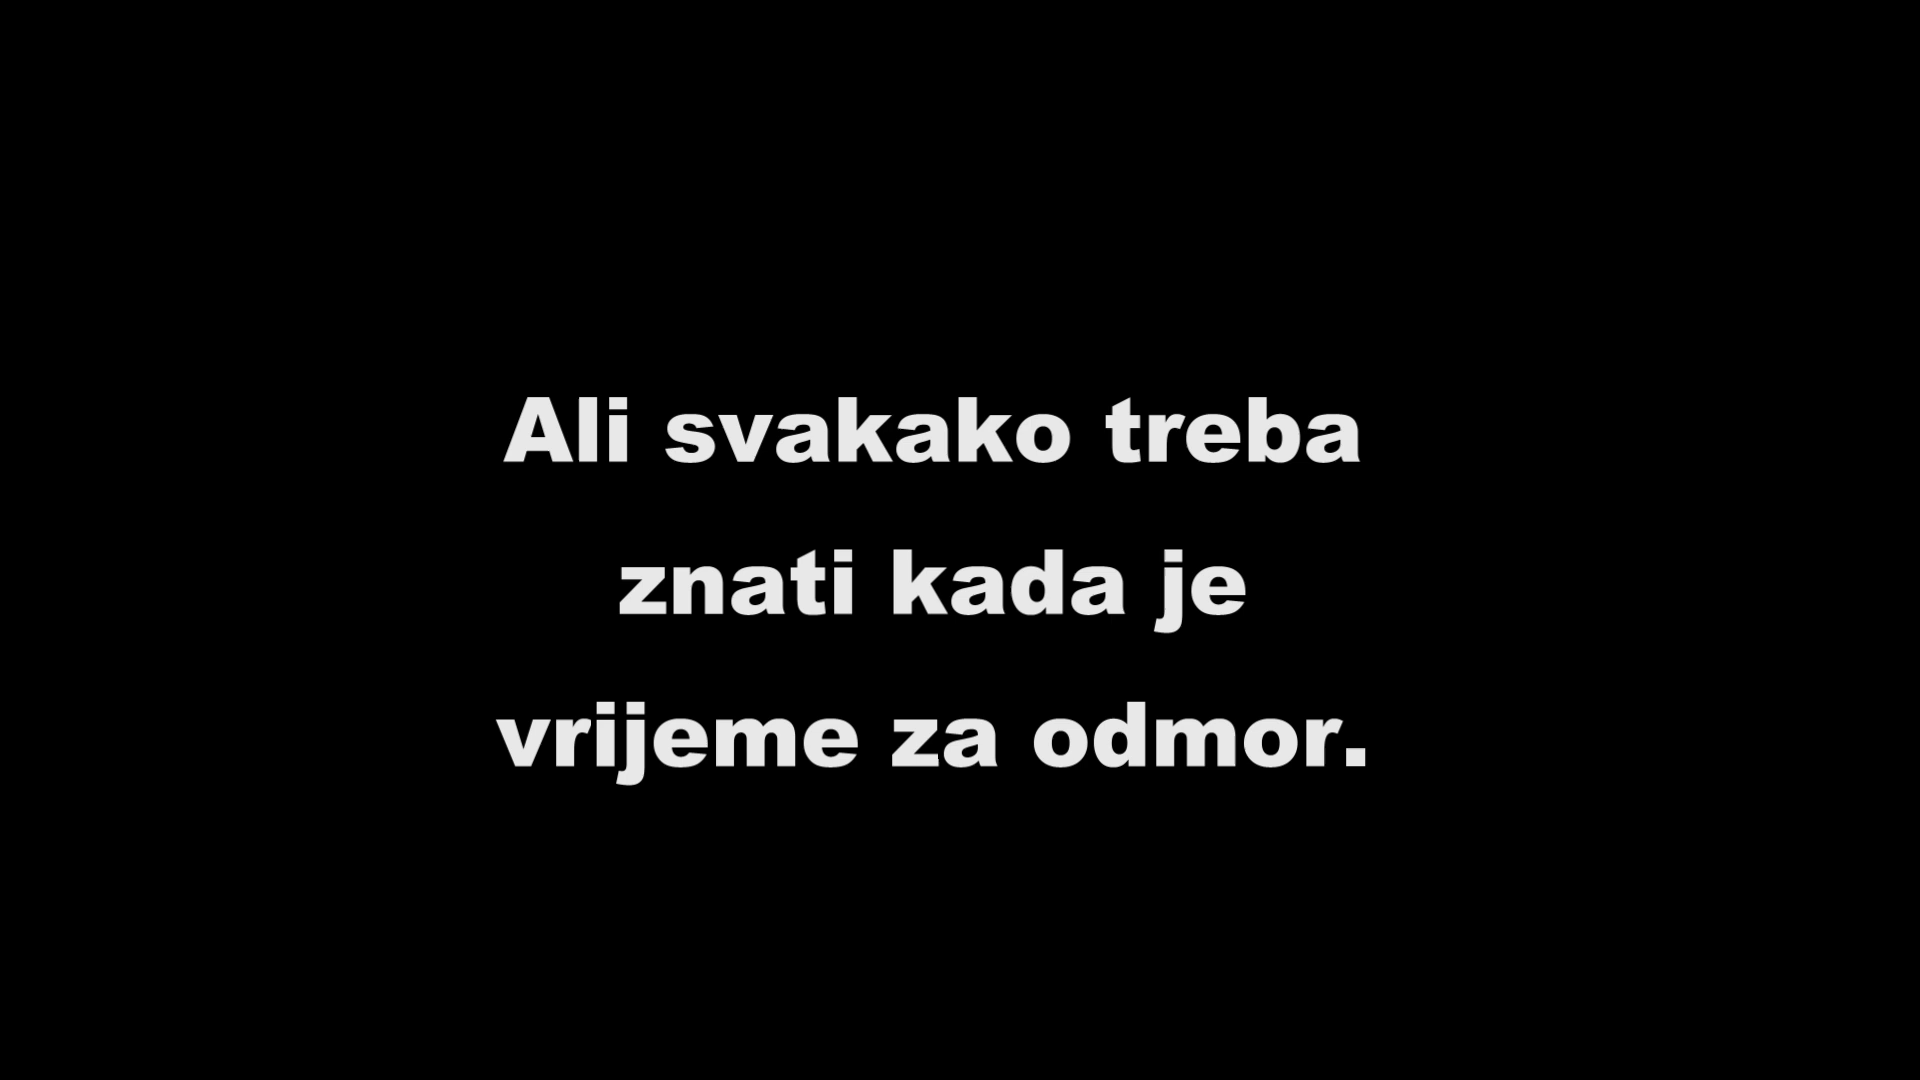 Ali svakako treba
znati kada je
vrijeme za odmor.